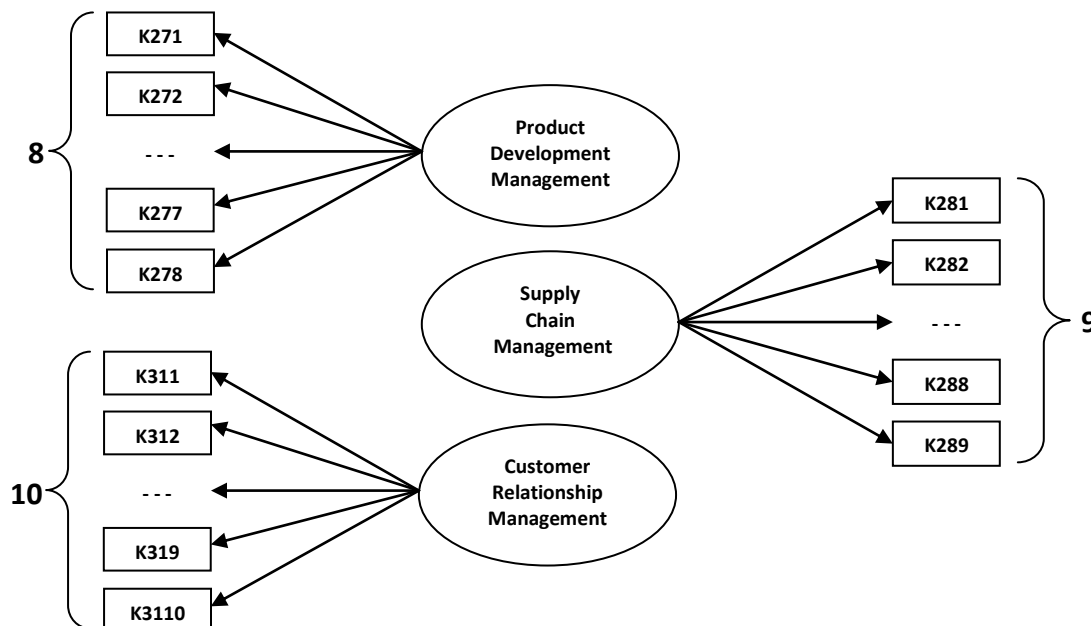 8
K271
K272
- - -
K277
K278
Product
Development
Management
Supply
Chain
Management
K281
K282
- - -
K288
K289
9
10
K311
K312
- - -
K319
K3110
Customer
Relationship
Management